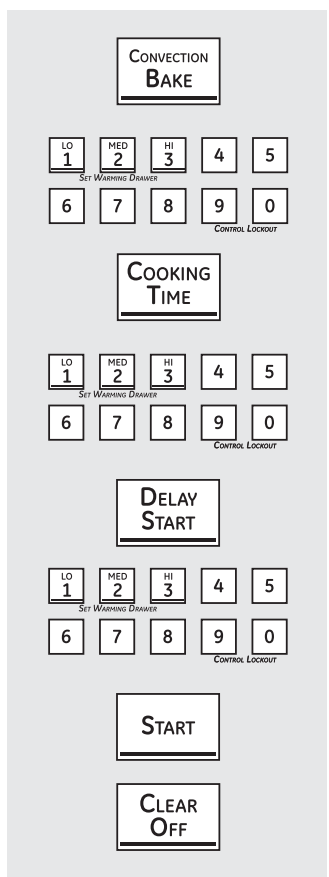 CONVECTION
BAKE
LO MED HI
1 2 3 4 5
SET WARMING DRAWER
6 7 8 9 0
CONTROL LOCKOUT
COOKING
TIME
LO MED HI
1 2 3 4 5
SET WARMING DRAWER
6 7 8 9 0
CONTROL LOCKOUT
DELAY
START
LO MED HI
1 2 3 4 5
SET WARMING DRAWER
6 7 8 9 0
CONTROL LOCKOUT
START
CLEAR
OFF